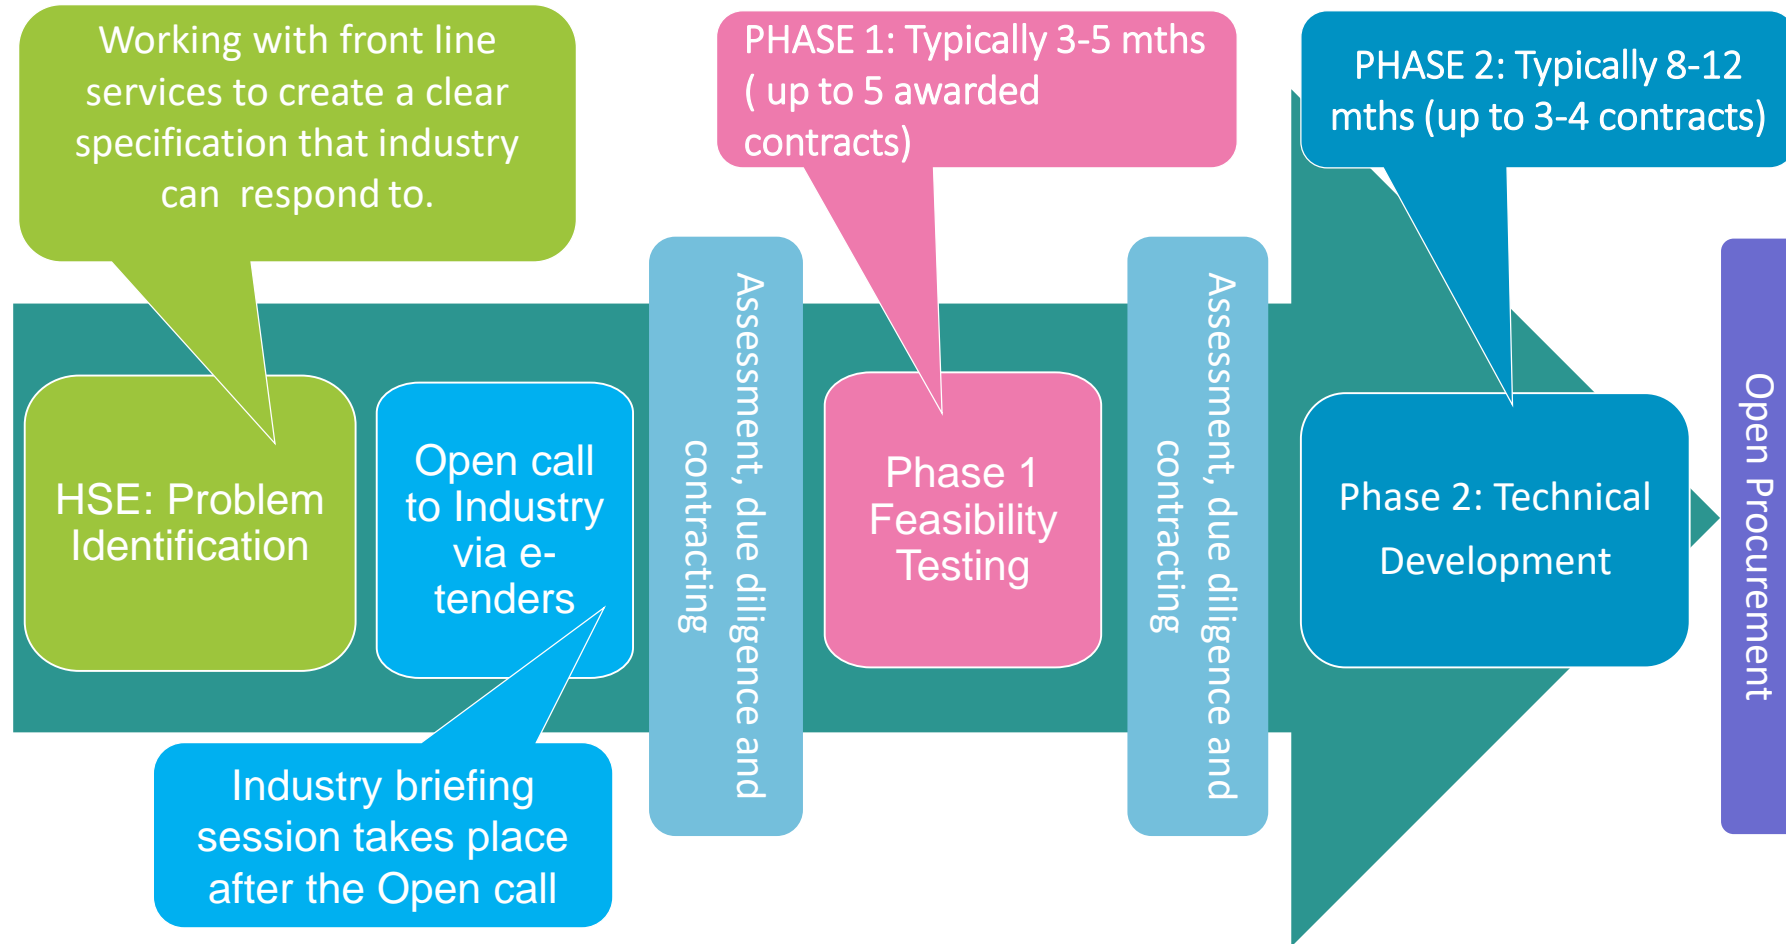 Working with front line
services to create a clear
specification that industry
can  respond to.
PHASE 1: Typically 3-5 mths
( up to 5 awarded
contracts)
PHASE 2: Typically 8-12
mths (up to 3-4 contracts)
HSE: Problem
Identification
Open call
to Industry
via e-
tenders
Assessment, due diligence and
contracting
Phase 1
Feasibility
Testing
Assessment, due diligence and
contracting
Phase 2: Technical
Development
Open Procurement
Industry briefing
session takes place
after the Open call